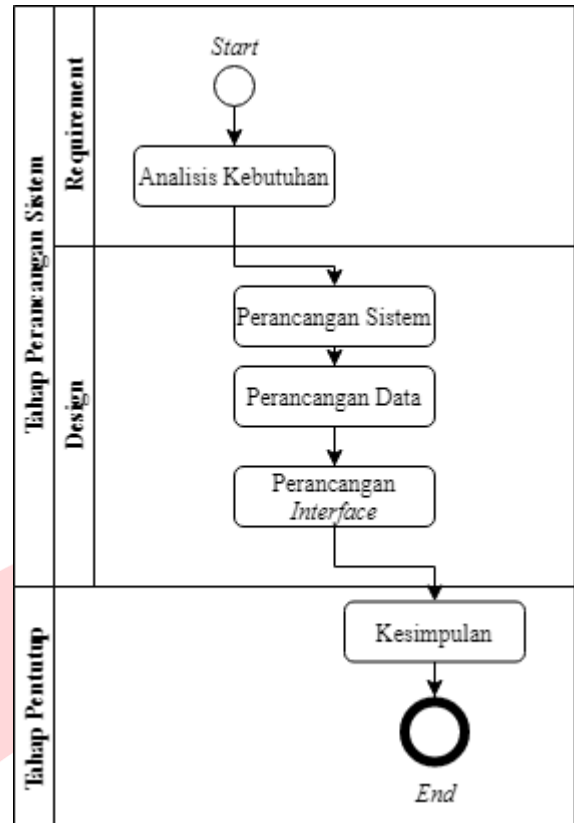 Tahap Perancangan Sistem
Requirement
Start
Analisis Kebutuhan
Design
Perancangan Sistem
Perancangan Data
Perancangan
Interface
Tahap Pentutup
Kesimpulan
End